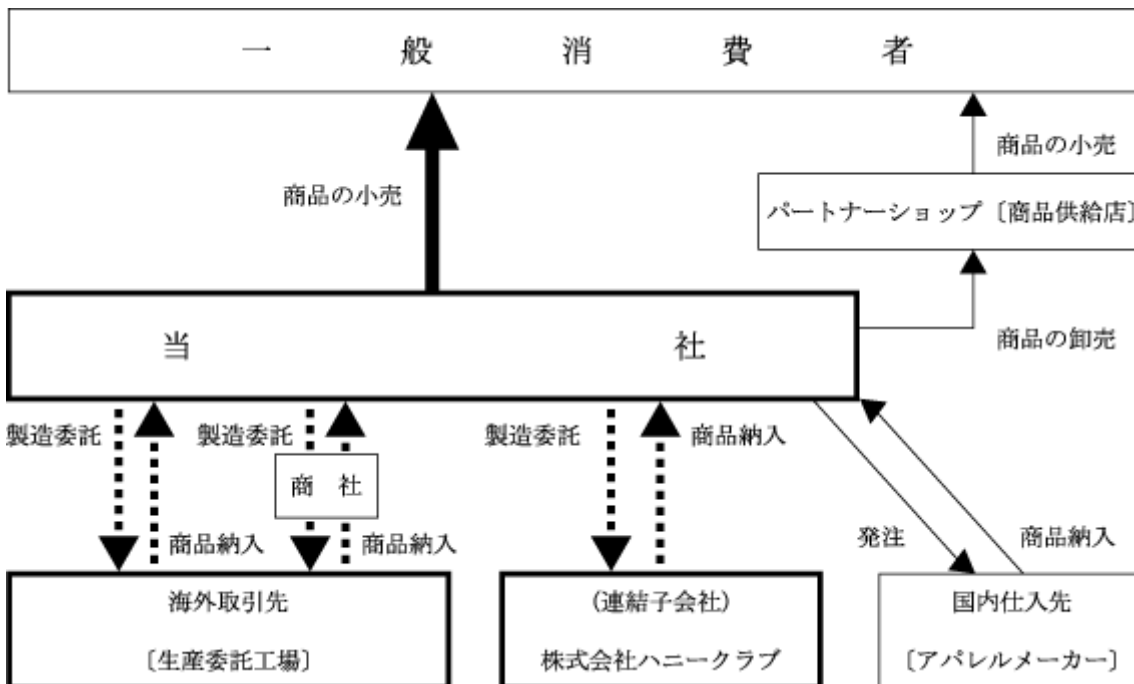 一般消費者
商品の小売
商品の小売
パートナーショップ〔商品供給店〕
商品の卸売
当社
製造委託
製造委託
製造委託
商品納入
商社
商品納入
商品納入
発注
商品納入
海外取引先
〔生産委託工場〕
(連結子会社)
株式会社ハニークラブ
国内仕入先
〔アパレルメーカー〕